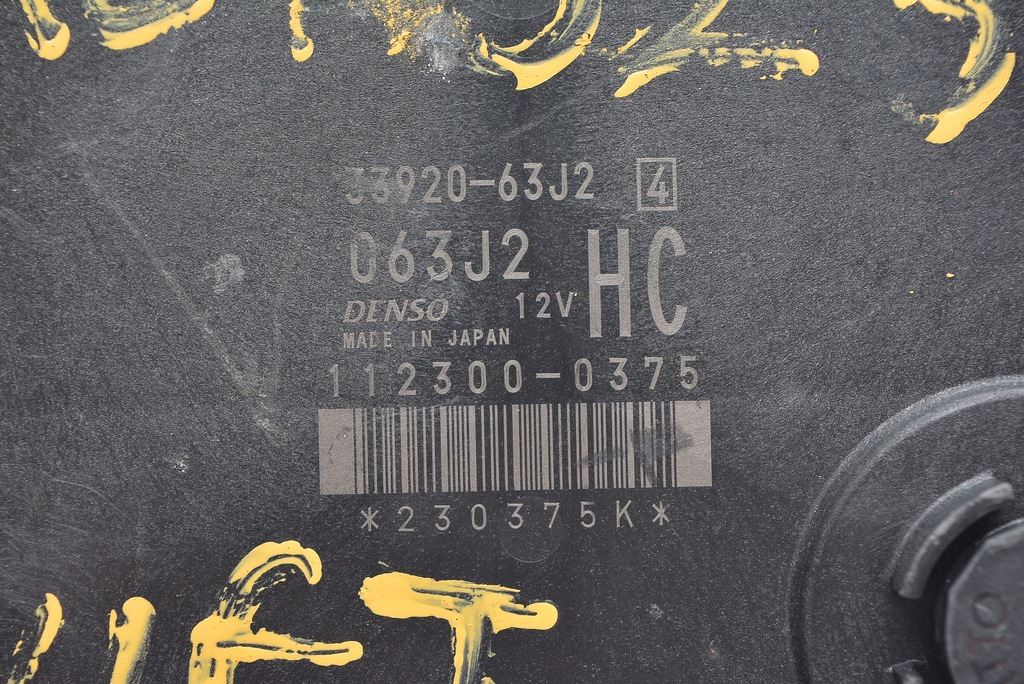 33920-63J2 4
063J2 HC
DENSO 12V
MADE IN JAPAN
112300-0375
*230375K*